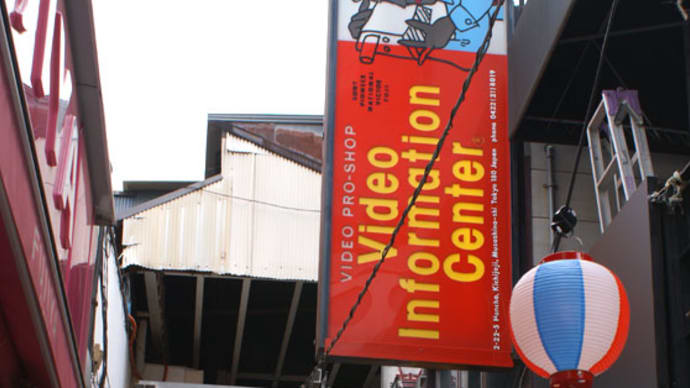 SONY
PIONEER
NATIONAL
VICTOR
FUJI
VIDEO PRO-SHOP
Video
Information
Center
2-22-5 Honcho, Kichijoji, Musashino-shi Tokyo 180 Japan phone 0422(21)8019